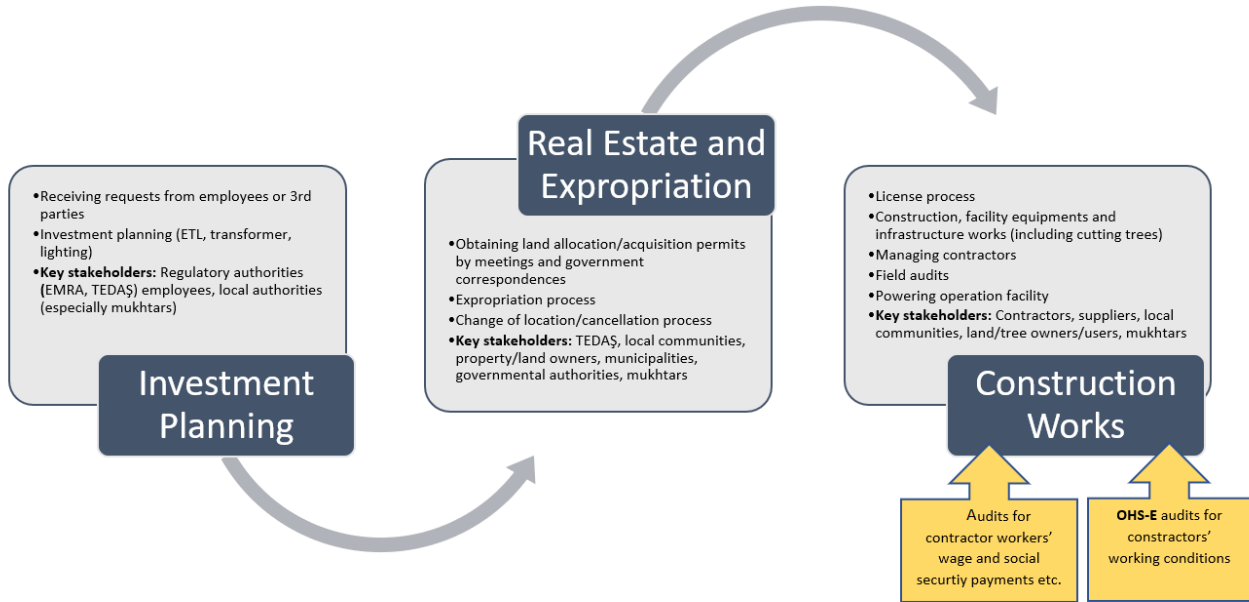 •Receiving requests from employees or 3rd
parties
•Investment planning (ETL, transformer,
lighting)
•Key stakeholders: Regulatory authorities
(EMRA, TEDAŞ) employees, local authorities
(especially mukhtars)
Investment
Planning
Real Estate and
Expropriation
•Obtaining land allocation/acquisition permits
by meetings and government
correspondences
•Expropriation process
•Change of location/cancellation process
•Key stakeholders: TEDAŞ, local communities,
property/land owners, municipalities,
governmental authorities, mukhtars
•License process
•Construction, facility equipments and
infrastructure works (including cutting trees)
•Managing contractors
•Field audits
•Powering operation facility
•Key stakeholders: Contractors, suppliers, local
communities, land/tree owners/users, mukhtars
Construction
Works
Audits for
contractor workers’
wage and social
securtiy payments etc.
OHS-E audits for
constractors’
working conditions